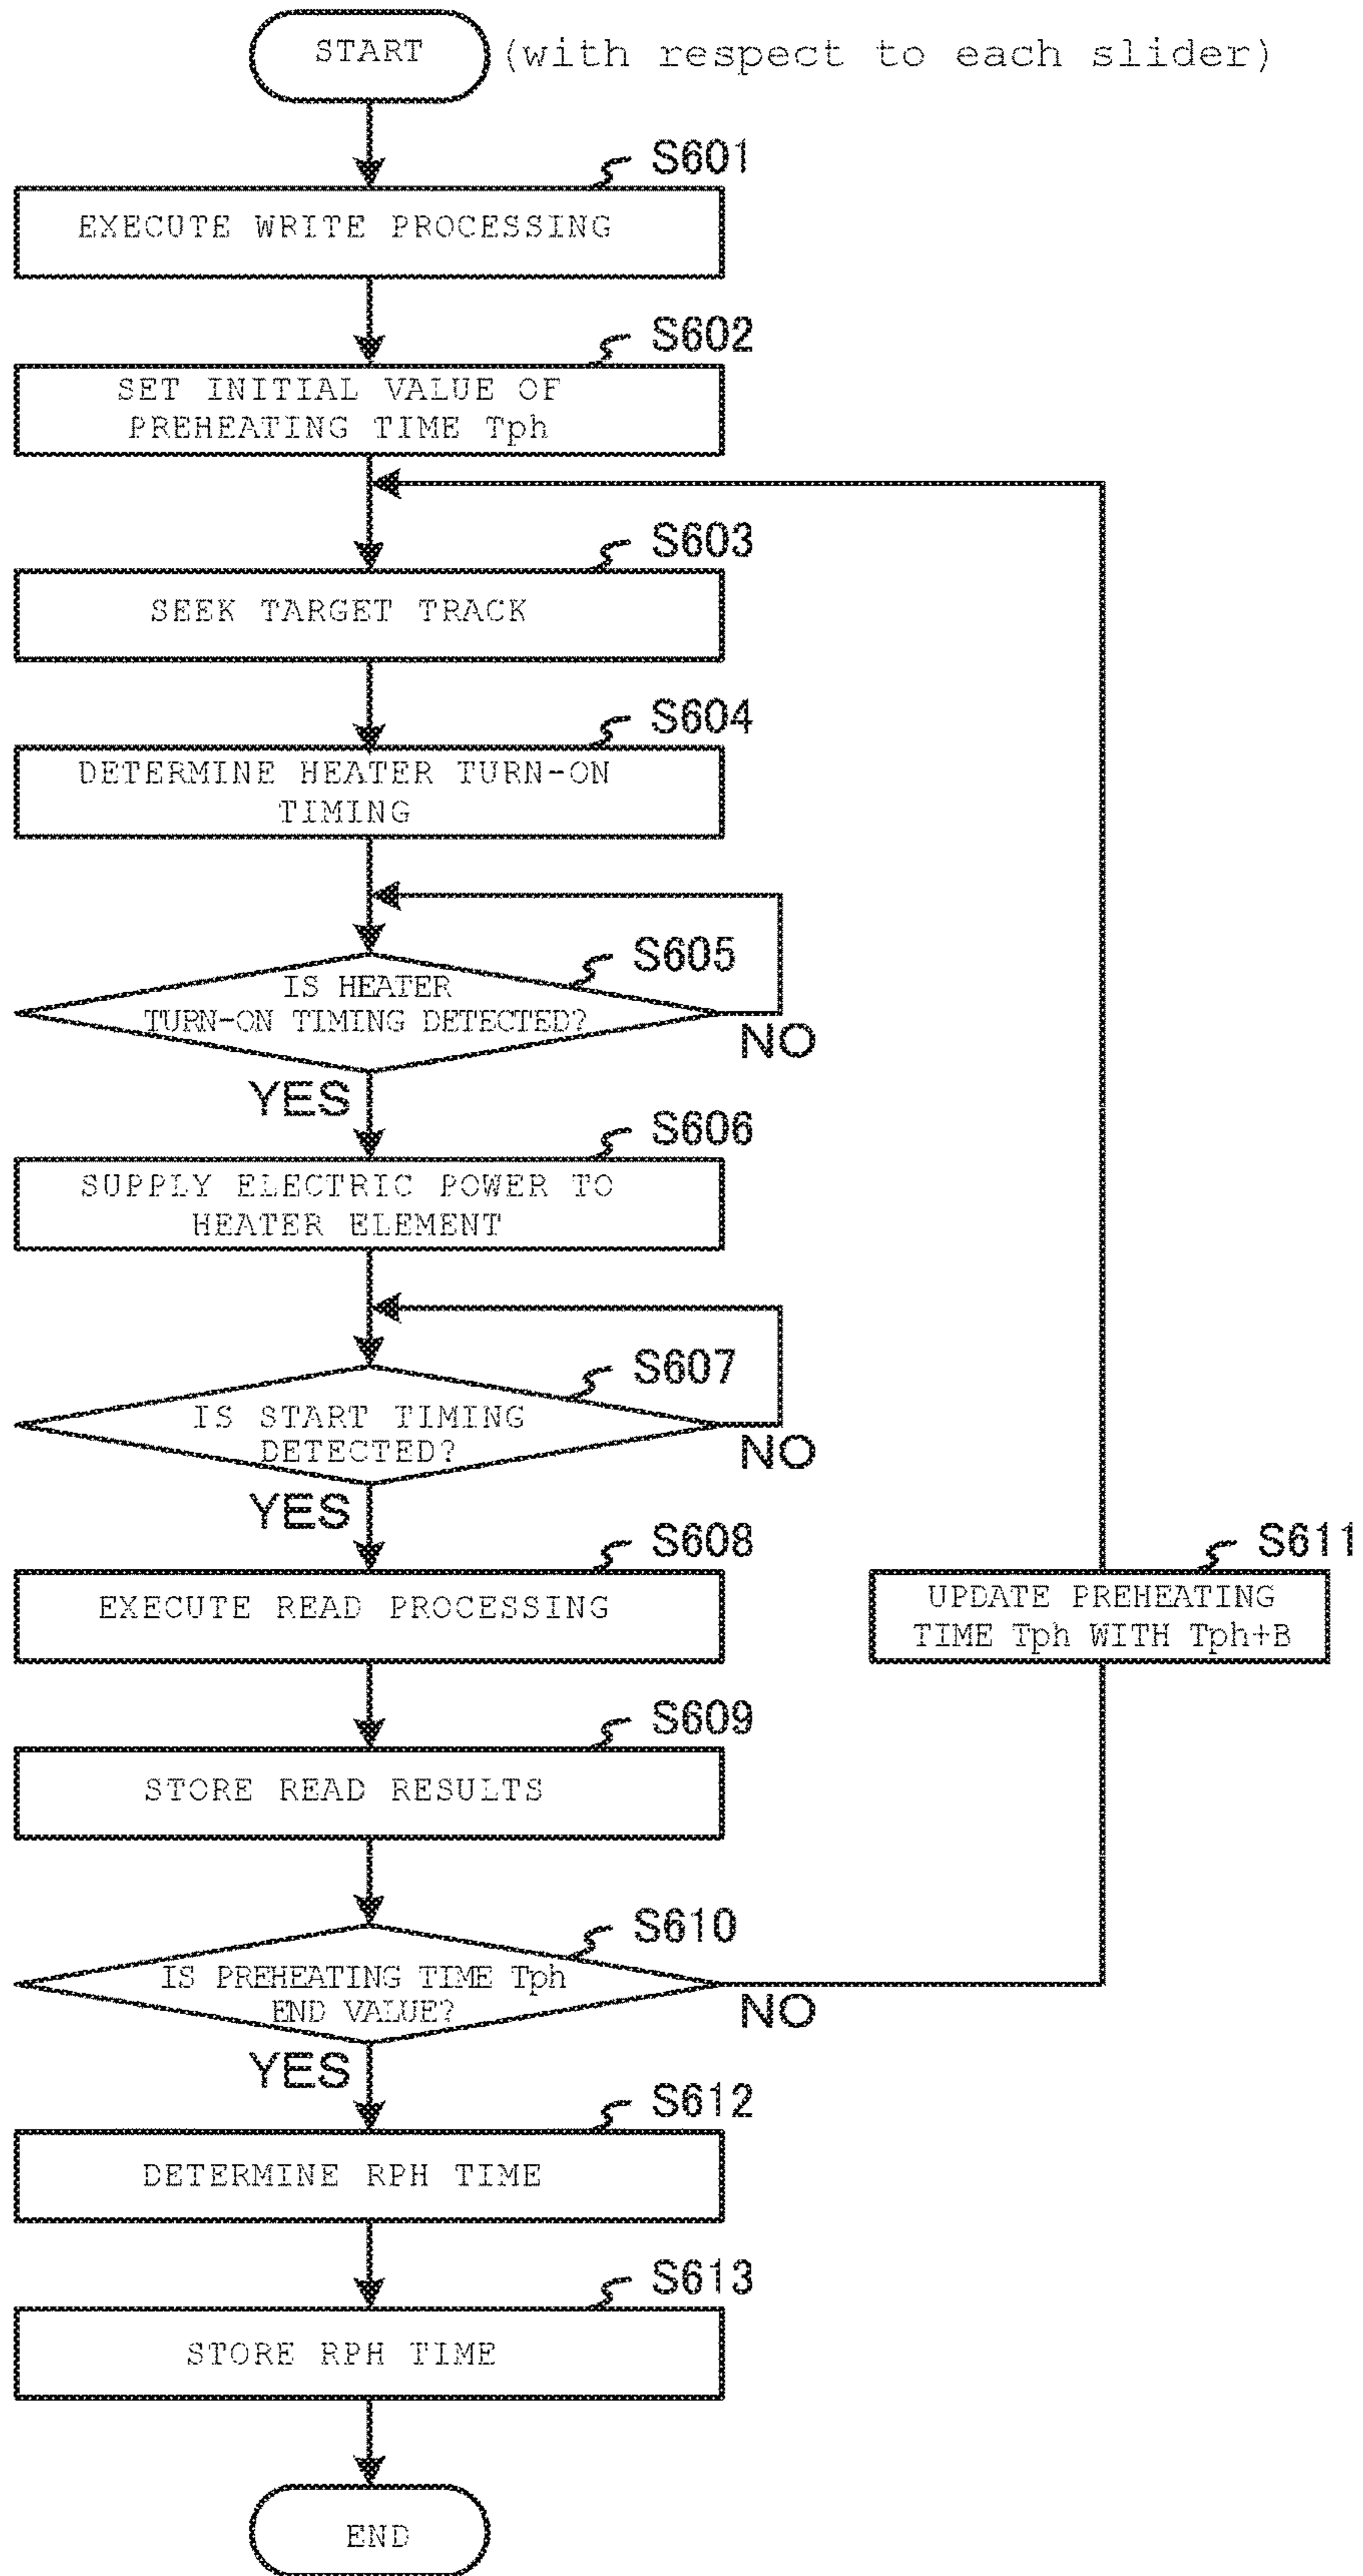 START (with respect to each slider)
S601
EXECUTE WRITE PROCESSING
S602
SET INITIAL VALUE OF
PREHEATING TIME Tph
S603
SEEK TARGET TRACK
S604
DETERMINE HEATER TURN-ON
TIMING
S605
IS HEATER
TURN-ON TIMING DETECTED?
NO
YES
S606
SUPPLY ELECTRIC POWER TO
HEATER ELEMENT
S607
IS START TIMING
DETECTED?
NO
YES
S608
EXECUTE READ PROCESSING
S611
UPDATE PREHEATING
TIME Tph WITH Tph+B
S609
STORE READ RESULTS
S610
IS PREHEATING TIME Tph
END VALUE?
NO
YES
S612
DETERMINE RPH TIME
S613
STORE RPH TIME
END